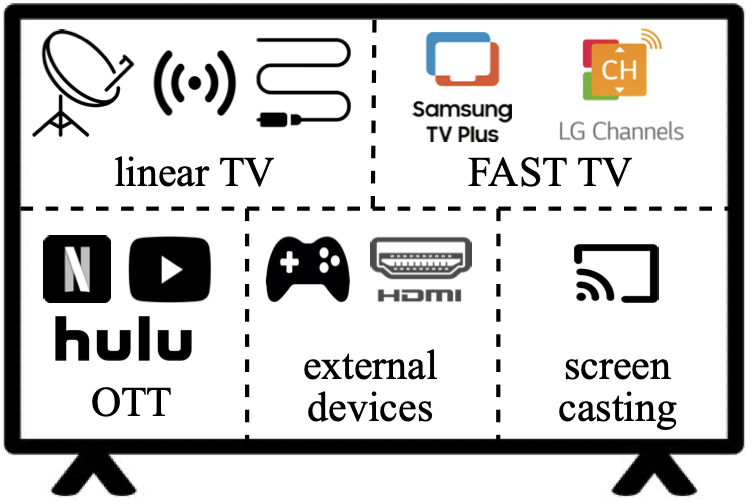 Samsung
TV Plus
CH
LG Channels
linear TV
FAST TV
N
hulu
OTT
HDMI
external
devices
screen
casting